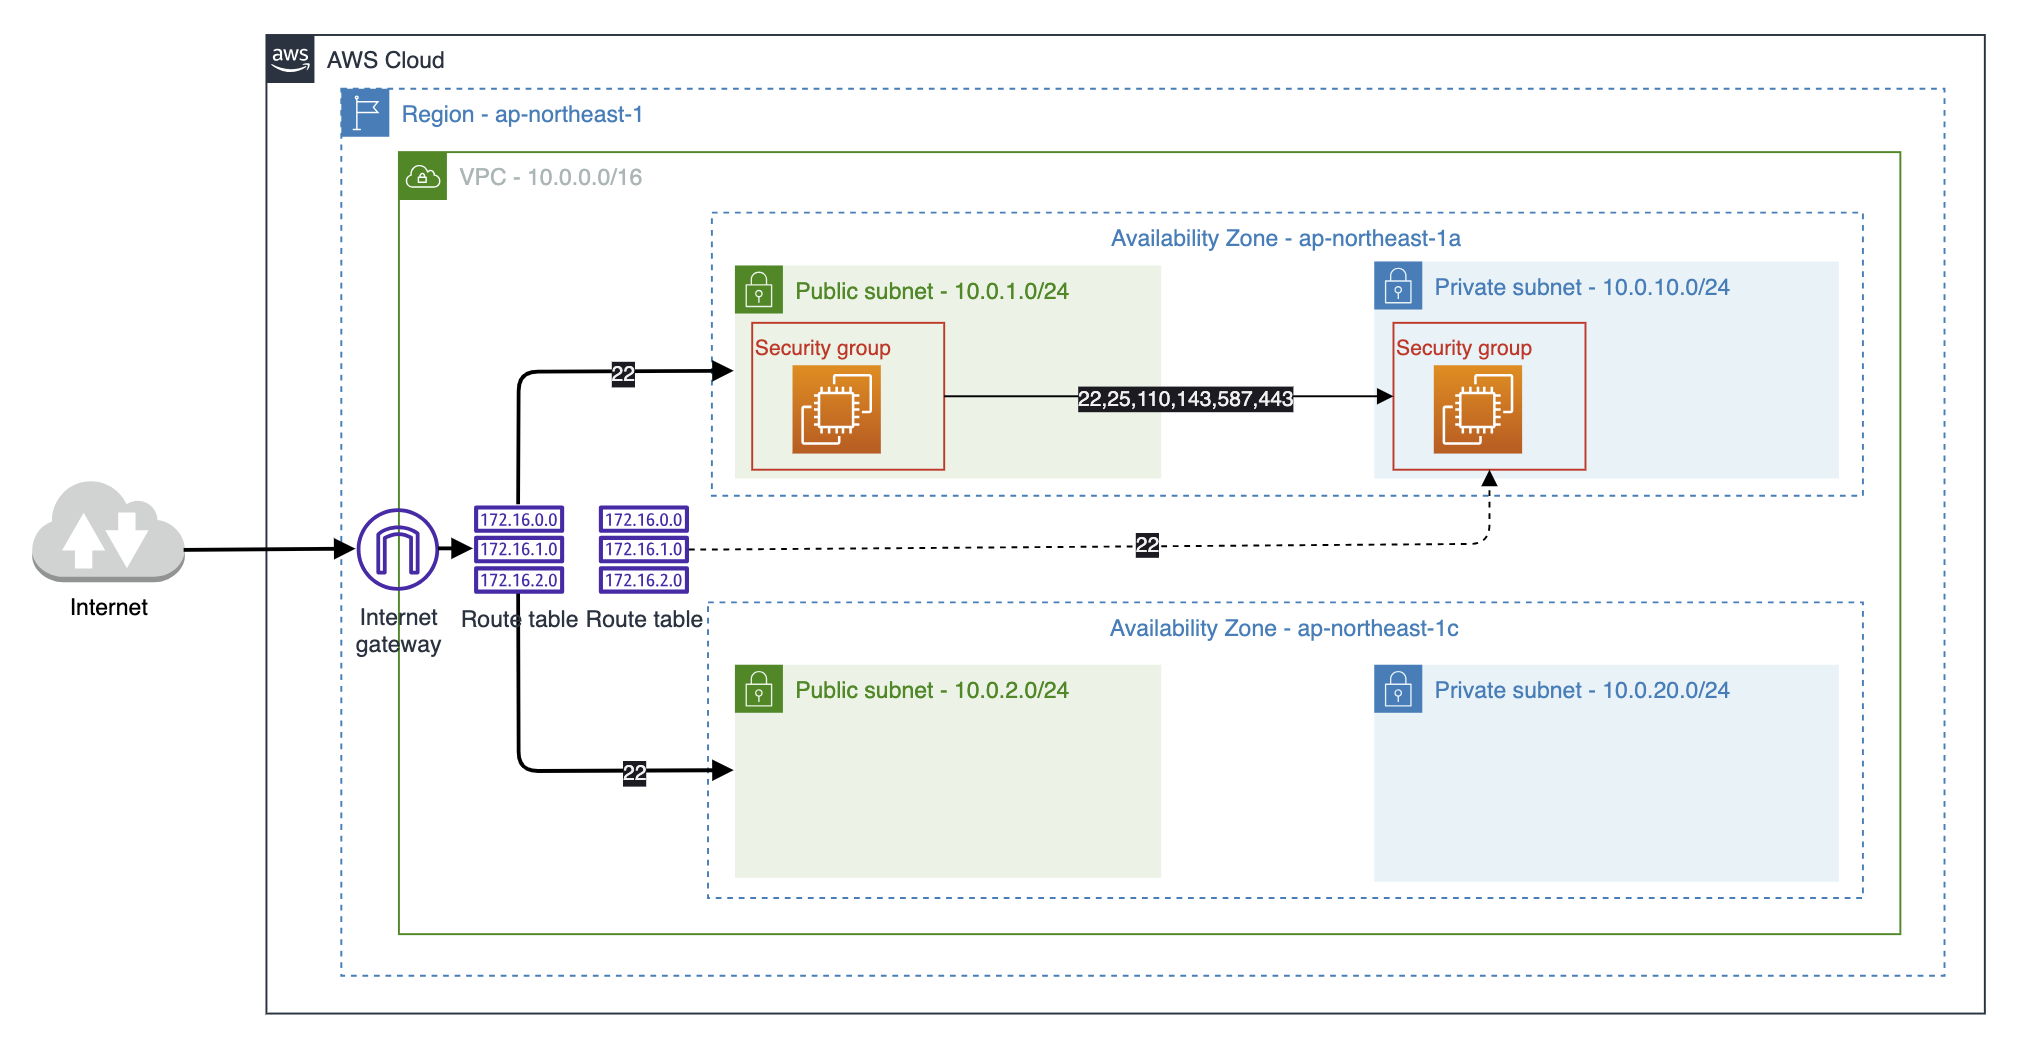 aws
AWS Cloud
Region - ap-northeast-1
VPC - 10.0.0.0/16
Availability Zone - ap-northeast-1a
Public subnet - 10.0.1.0/24
Private subnet - 10.0.10.0/24
Security group
Security group
22
22,25,110,143,587,443
172.16.0.0
172.16.1.0
172.16.2.0
172.16.0.0
172.16.1.0
172.16.2.0
22
Internet
Internet
gateway
Route table
Route table
Availability Zone - ap-northeast-1c
Public subnet - 10.0.2.0/24
Private subnet - 10.0.20.0/24
22